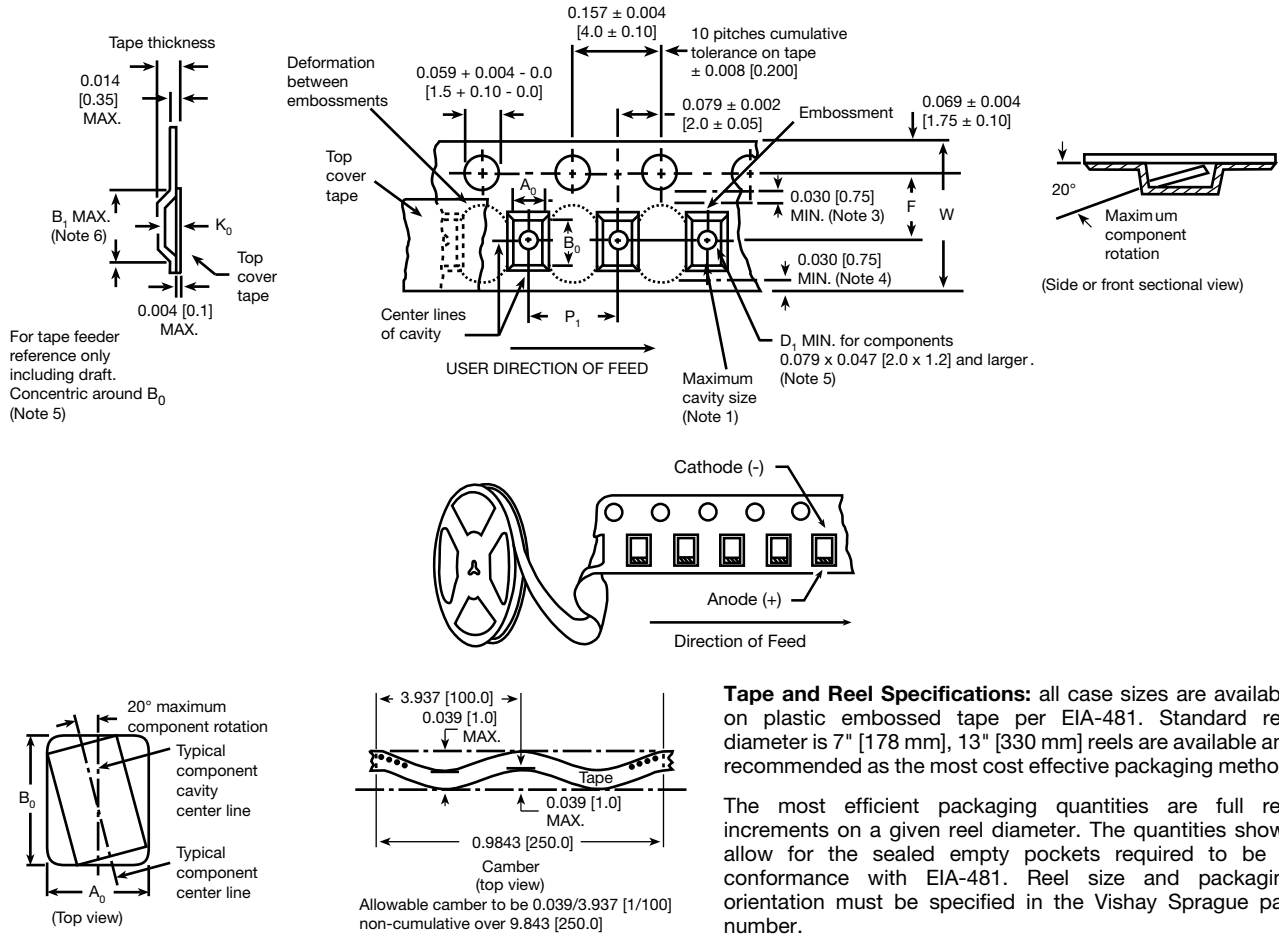 Tape thickness
0.014
[0.35]
MAX.
B1 MAX.
(Note 6)
K0
Top
cover
tape
0.004 [0.1]
MAX.
For tape feeder
reference only
including draft.
Concentric around B0
(Note 5)
Deformation
between
embossments
Top
cover
tape
0.059 + 0.004 - 0.0
[1.5 + 0.10 - 0.0]
0.157 ± 0.004
[4.0 ± 0.10]
10 pitches cumulative
tolerance on tape
± 0.008 [0.200]
0.079 ± 0.002
[2.0 ± 0.05]
Embossment
0.069 ± 0.004
[1.75 ± 0.10]
A0
B0
0.030 [0.75]
MIN. (Note 3)
F
W
0.030 [0.75]
MIN. (Note 4)
Center lines
of cavity
P1
USER DIRECTION OF FEED
Maximum
cavity size
(Note 1)
D1 MIN. for components
0.079 x 0.047 [2.0 x 1.2] and larger.
(Note 5)
20°
Maximum
component
rotation
(Side or front sectional view)
Cathode (-)
Anode (+)
Direction of Feed
20° maximum
component rotation
Typical
component
cavity
center line
B0
Typical
component
center line
A0
(Top view)
3.937 [100.0]
0.039 [1.0]
MAX.
Tape
0.039 [1.0]
MAX.
0.9843 [250.0]
Camber
(top view)
Allowable camber to be 0.039/3.937 [1/100]
non-cumulative over 9.843 [250.0]
Tape and Reel Specifications: all case sizes are availab
on plastic embossed tape per EIA-481. Standard re
diameter is 7" [178 mm], 13" [330 mm] reels are available an
recommended as the most cost effective packaging metho
The most efficient packaging quantities are full re
increments on a given reel diameter. The quantities show
allow for the sealed empty pockets required to be
conformance with EIA-481. Reel size and packagin
orientation must be specified in the Vishay Sprague pa
number.